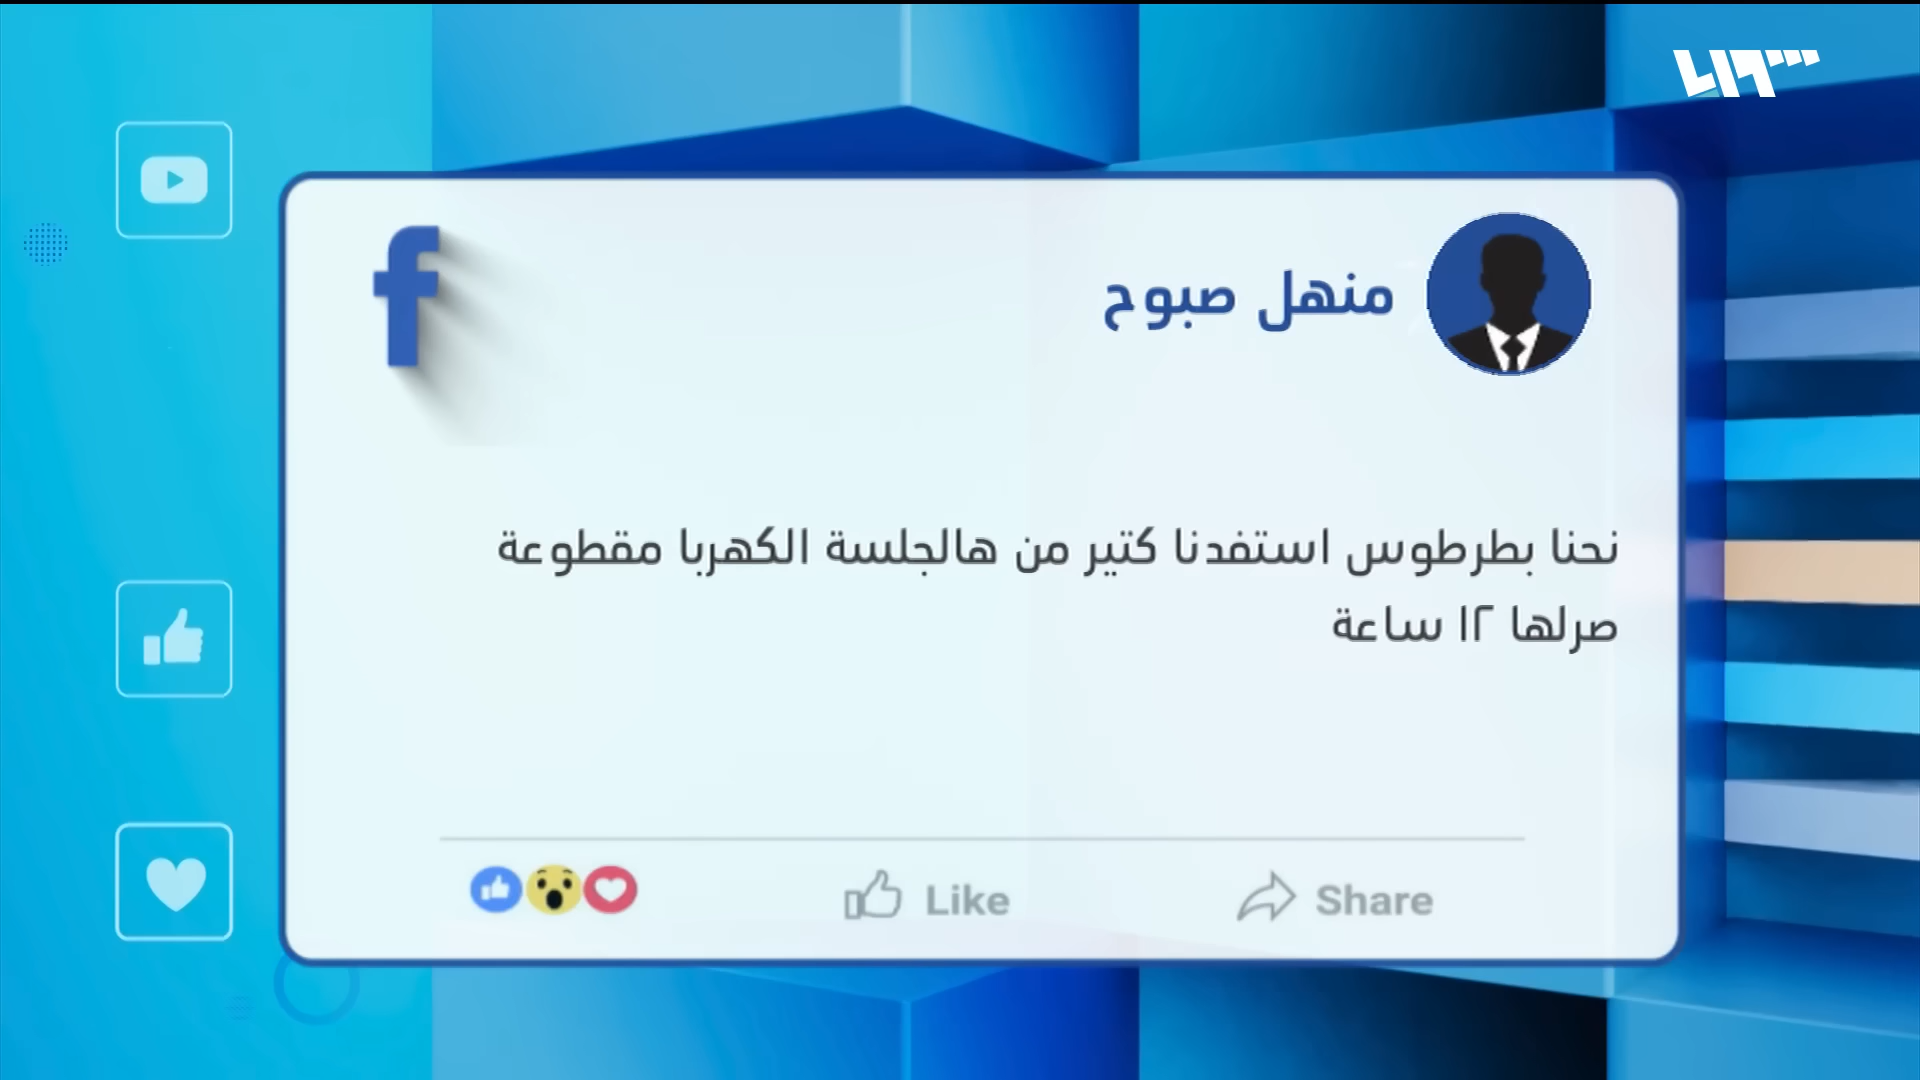 منهل صبوح
نحنا بطرطوس استفدنا كتير من هالجلسة الكهربا مقطوعة
صرلها ١٢ ساعة
Like
Share